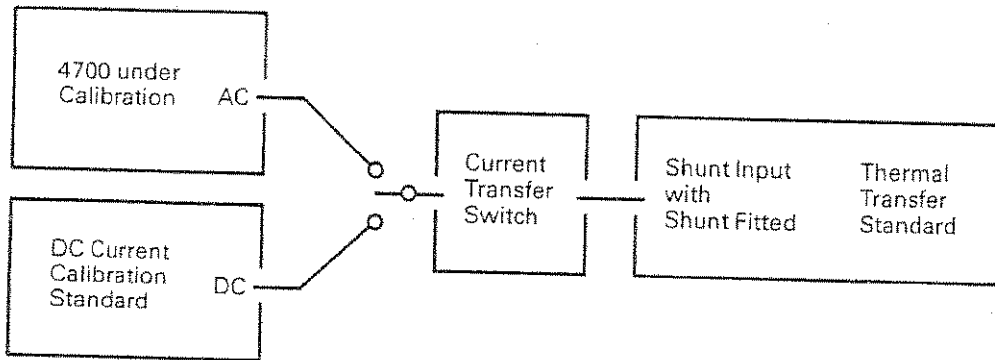 4700 under
Calibration
AC
DC Current
Calibration
Standard
DC
Current
Transfer
Switch
Shunt Input
with
Shunt Fitted
Thermal
Transfer
Standard